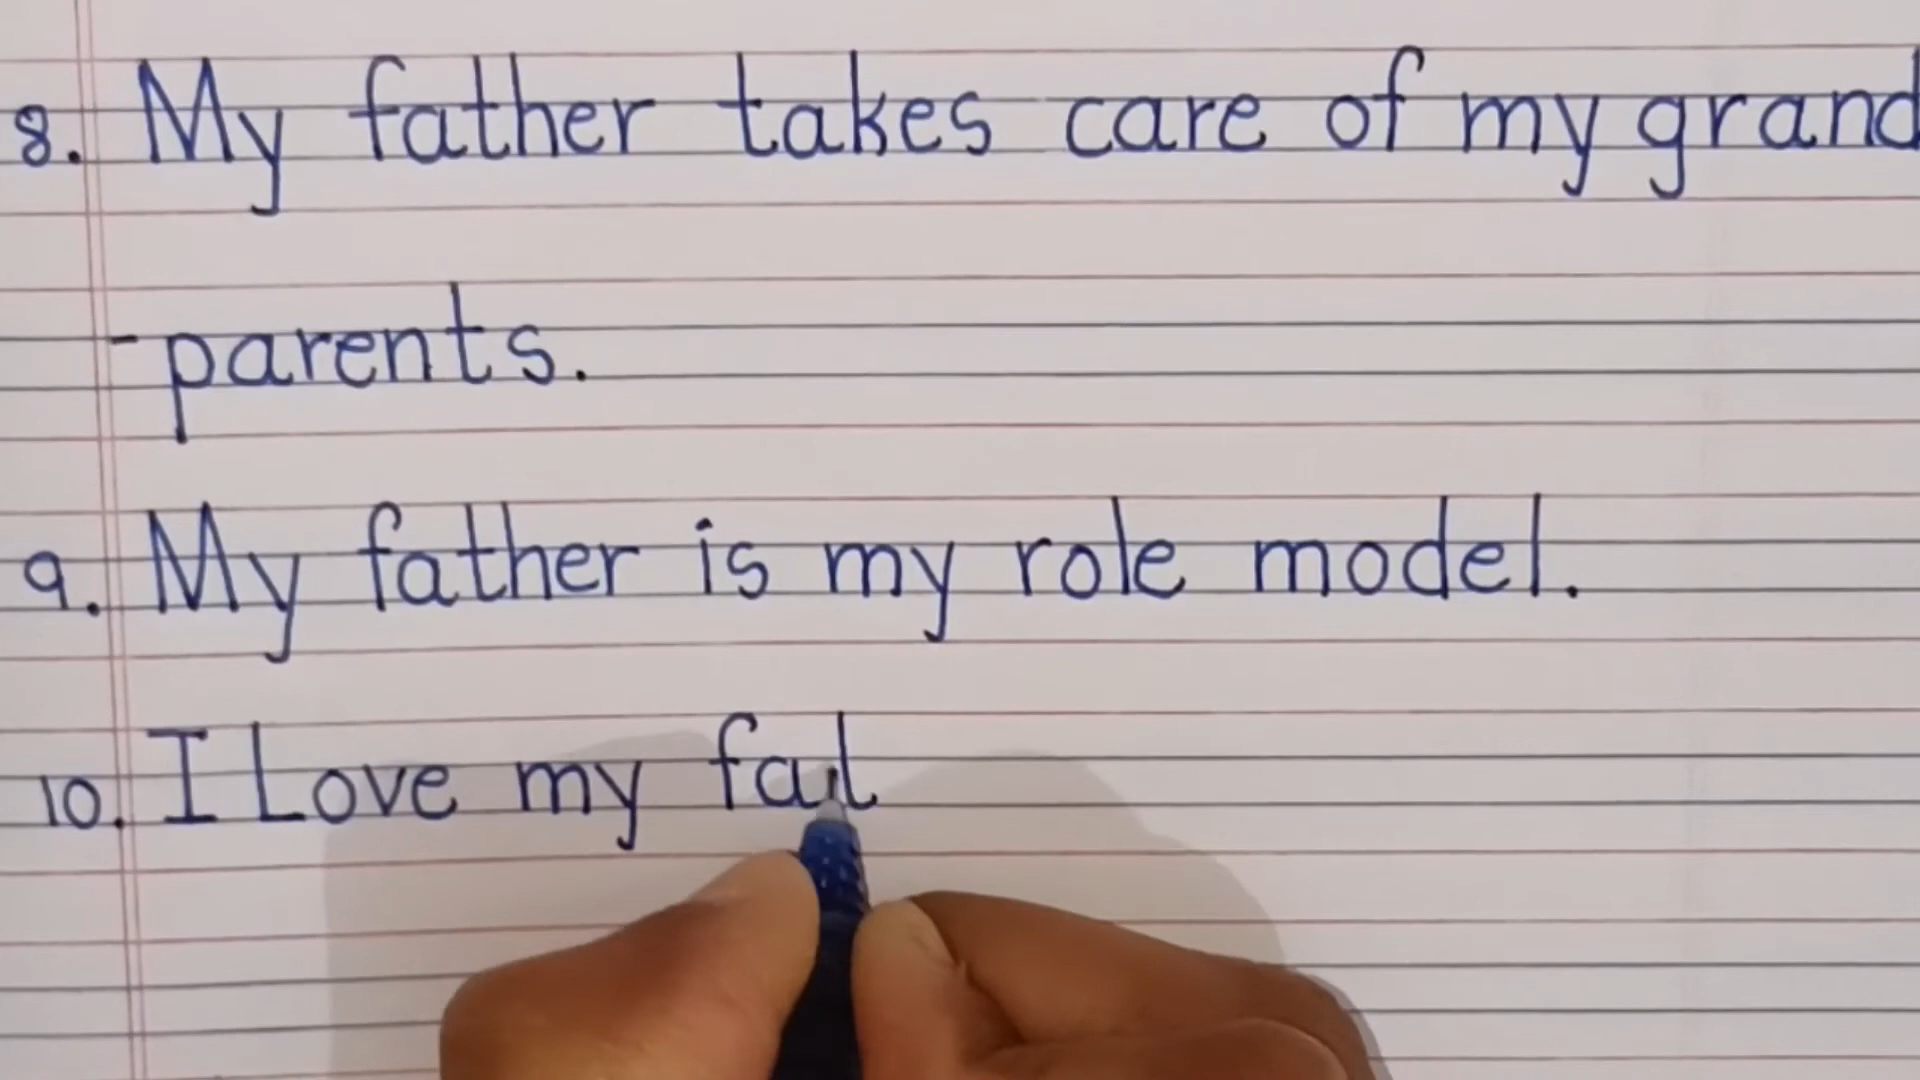 8. My father takes care of my grand
- parents.
9. My father is my role model.
10. I Love my fat